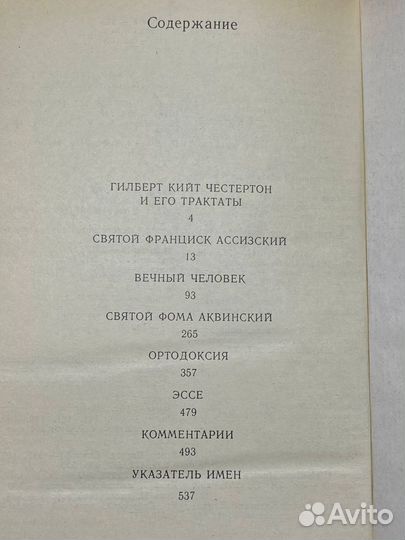 Содержание
ГИЛБЕРТ КИЙТ ЧЕСТЕРТОН
И ЕГО ТРАКТАТЫ
4
СВЯТОЙ ФРАНЦИСК АССИЗСКИЙ
13
ВЕЧНЫЙ ЧЕЛОВЕК
93
СВЯТОЙ ФОМА АКВИНСКИЙ
265
ОРТОДОКСИЯ
357
ЭССЕ
479
КОММЕНТАРИИ
493
УКАЗАТЕЛЬ ИМЕН
537
Avito